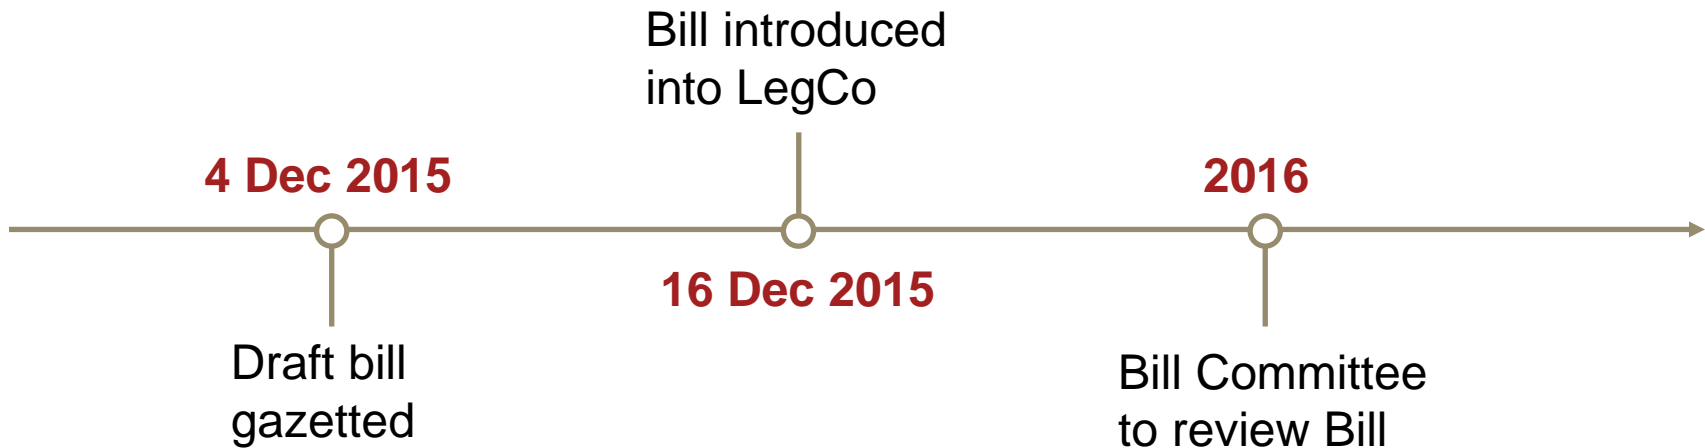 4 Dec 2015
Draft bill
gazetted
Bill introduced
into LegCo
16 Dec 2015
2016
Bill Committee
to review Bill